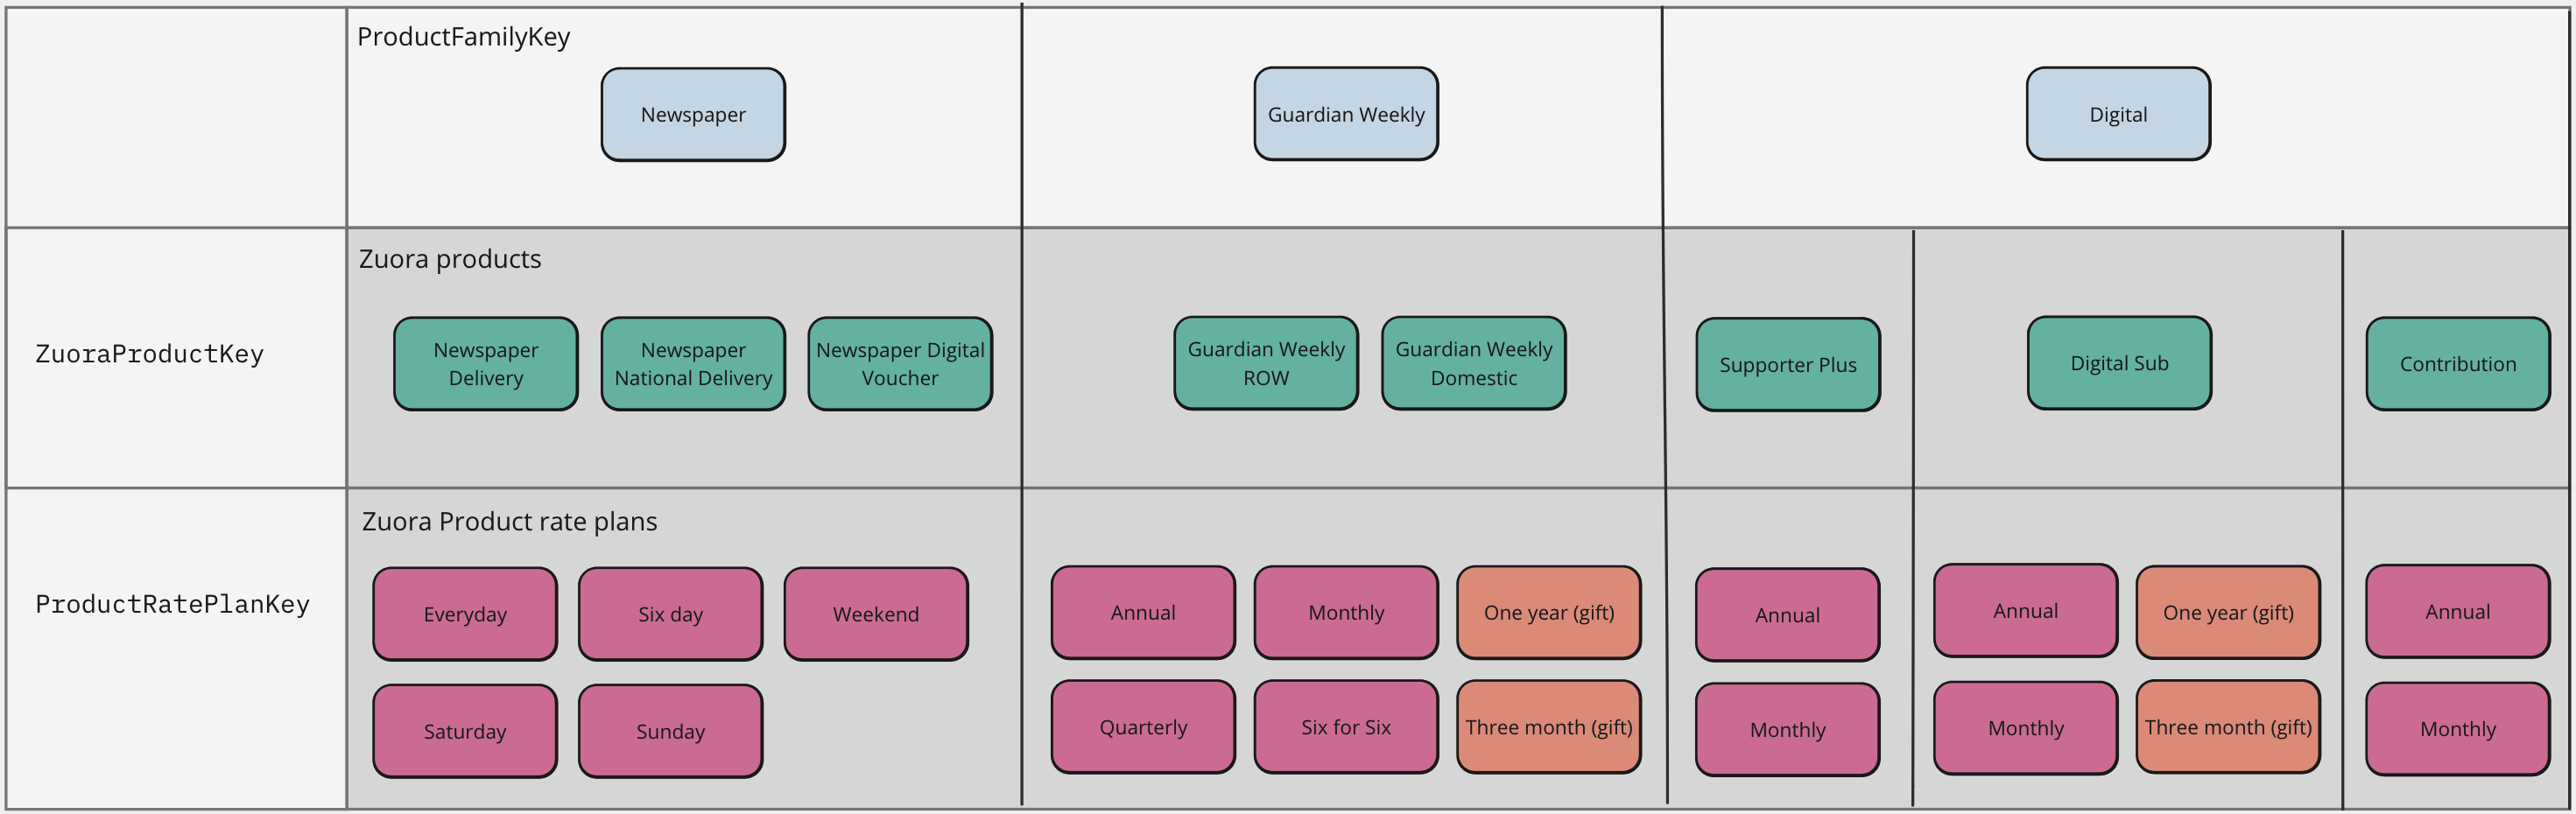 ProductFamilyKey
Newspaper
Guardian Weekly
Digital
Zuora products
ZuoraProductKey
Newspaper
Delivery
Newspaper
National Delivery
Newspaper Digital
Voucher
Guardian Weekly
ROW
Guardian Weekly
Domestic
Supporter Plus
Digital Sub
Contribution
Zuora Product rate plans
ProductRatePlanKey
Everyday
Six day
Weekend
Saturday
Sunday
Annual
Monthly
One year (gift)
Quarterly
Six for Six
Three month (gift)
Annual
Monthly
Annual
One year (gift)
Monthly
Three month (gift)
Annual
Monthly